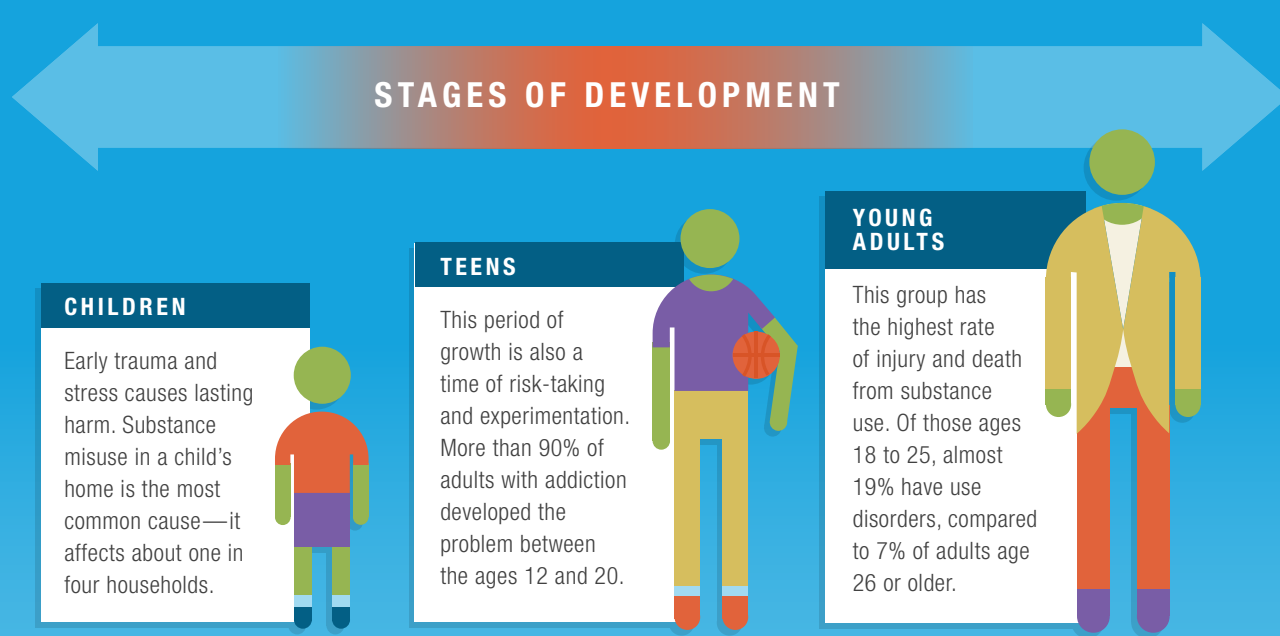 STAGES OF DEVELOPMENT
CHILDREN
Early trauma and
stress causes lasting
harm. Substance
misuse in a child's
home is the most
common cause—it
affects about one in
four households.
TEENS
This period of
growth is also a
time of risk-taking
and experimentation.
More than 90% of
adults with addiction
developed the
problem between
the ages 12 and 20.
YOUNG
ADULTS
This group has
the highest rate
of injury and death
from substance
use. Of those ages
18 to 25, almost
19% have use
disorders, compared
to 7% of adults age
26 or older.